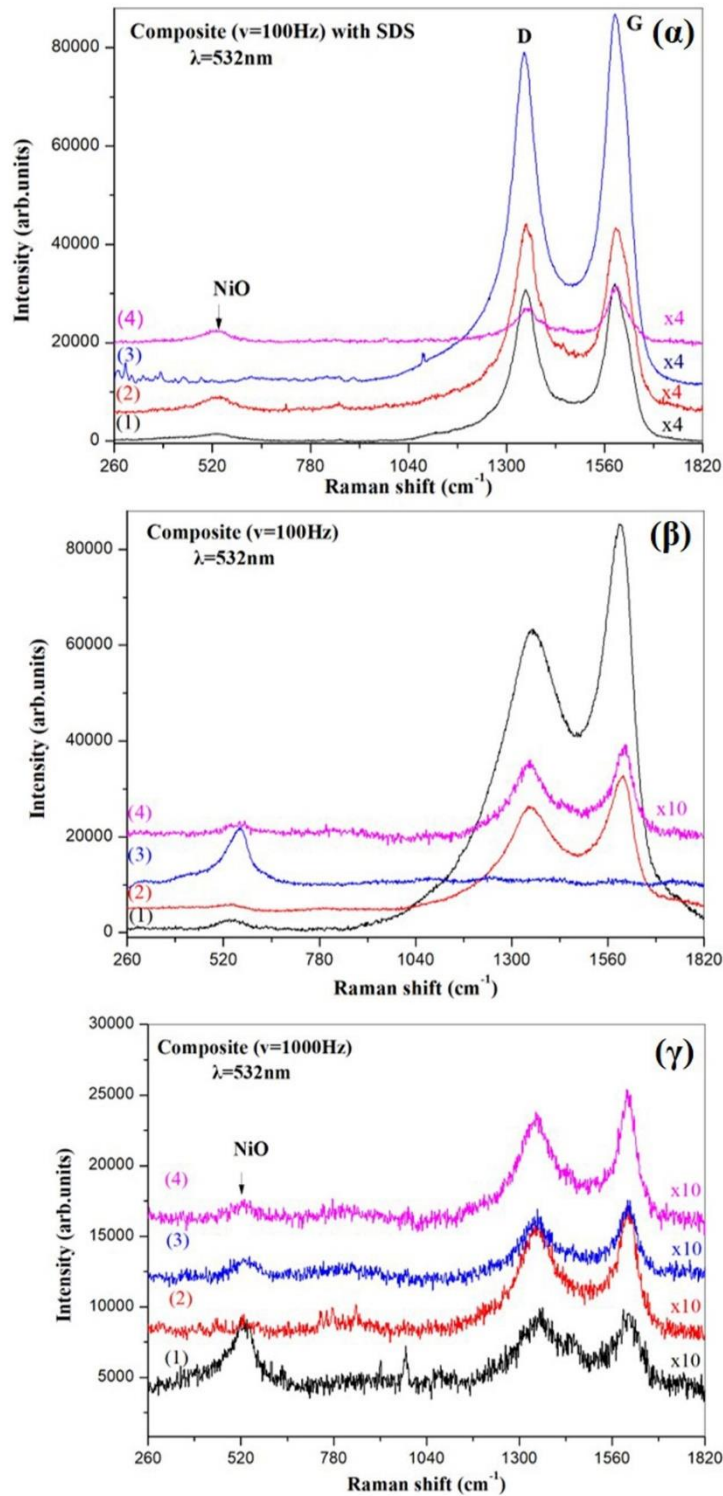 Composite (ν=100Hz) with SDS
λ=532nm
D
G
(α)
80000
60000
40000
20000
0
Intensity (arb.units)
NiO
(4)
(3)
(2)
(1)
x4
x4
x4
x4
260 520 780 1040 1300 1560 1820
Raman shift (cm⁻¹)
Composite (ν=100Hz)
λ=532nm
(β)
80000
60000
40000
20000
0
Intensity (arb.units)
(4)
(3)
(2)
(1)
x10
260 520 780 1040 1300 1560 1820
Raman shift (cm⁻¹)
Composite (ν=1000Hz)
λ=532nm
(γ)
30000
25000
20000
15000
10000
5000
Intensity (arb.units)
NiO
(4)
(3)
(2)
(1)
x10
x10
x10
x10
260 520 780 1040 1300 1560 1820
Raman shift (cm⁻¹)